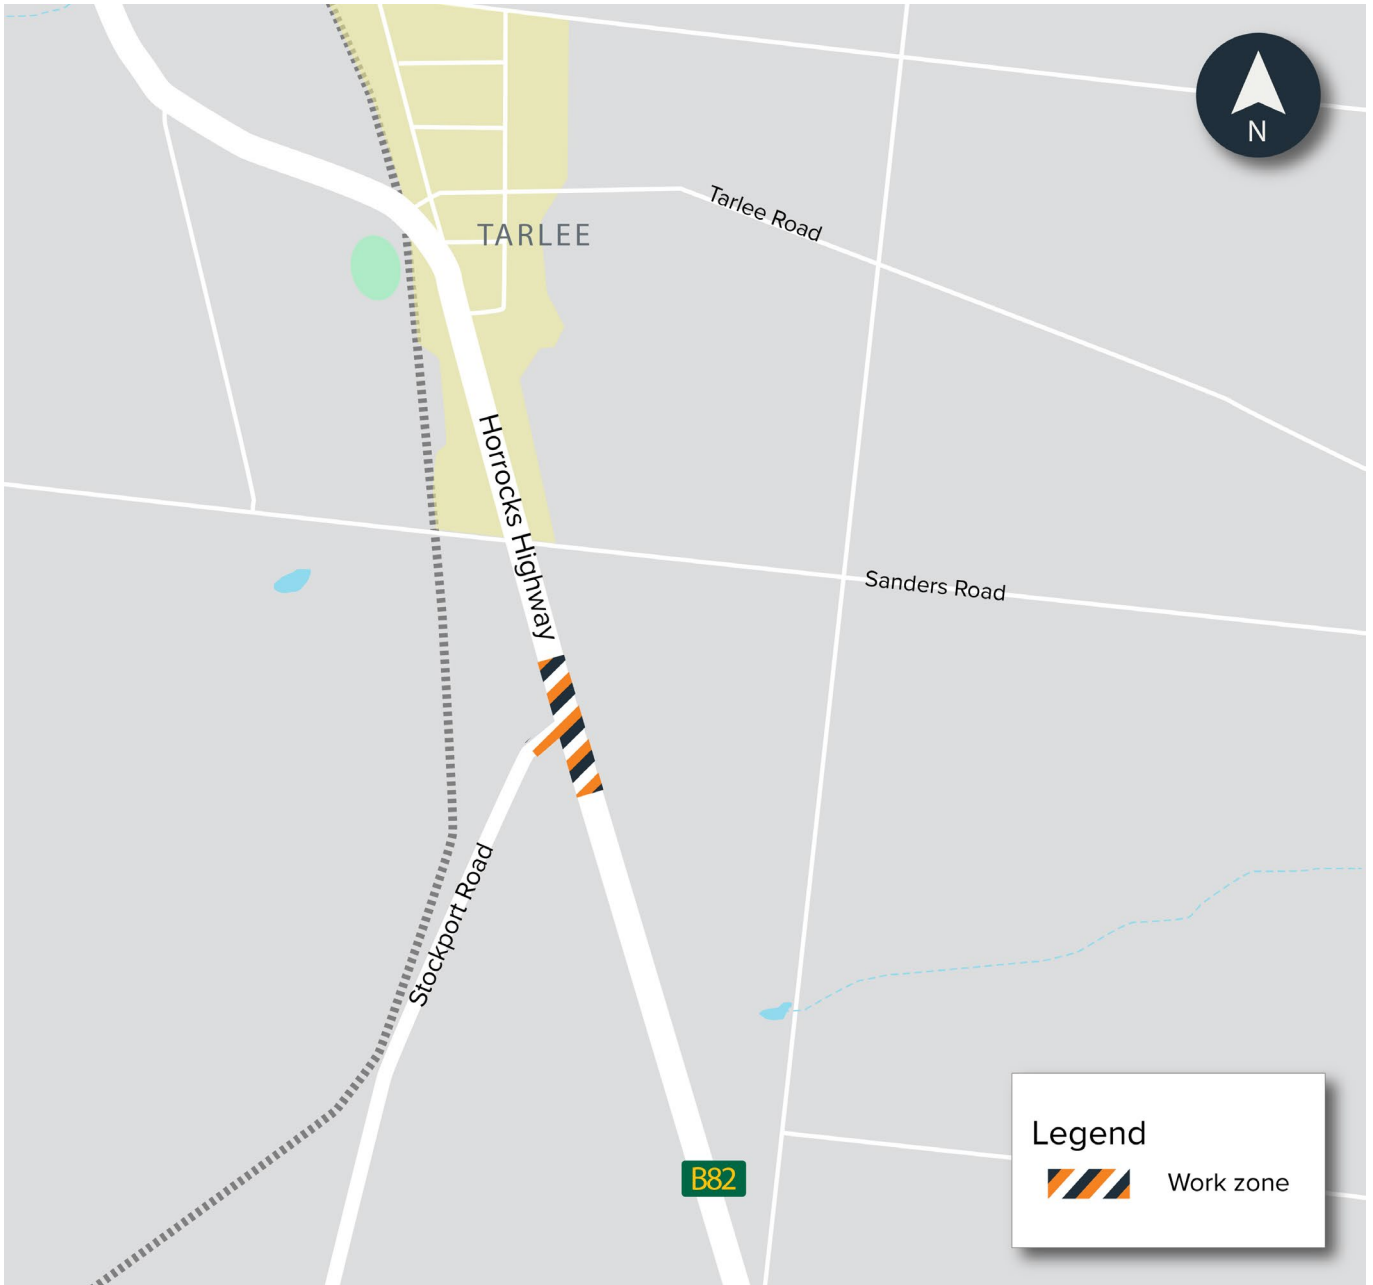 N
Tarlee Road
TARLEE
Horrocks Highway
Sanders Road
Stockport Road
B82
Legend
Work zone